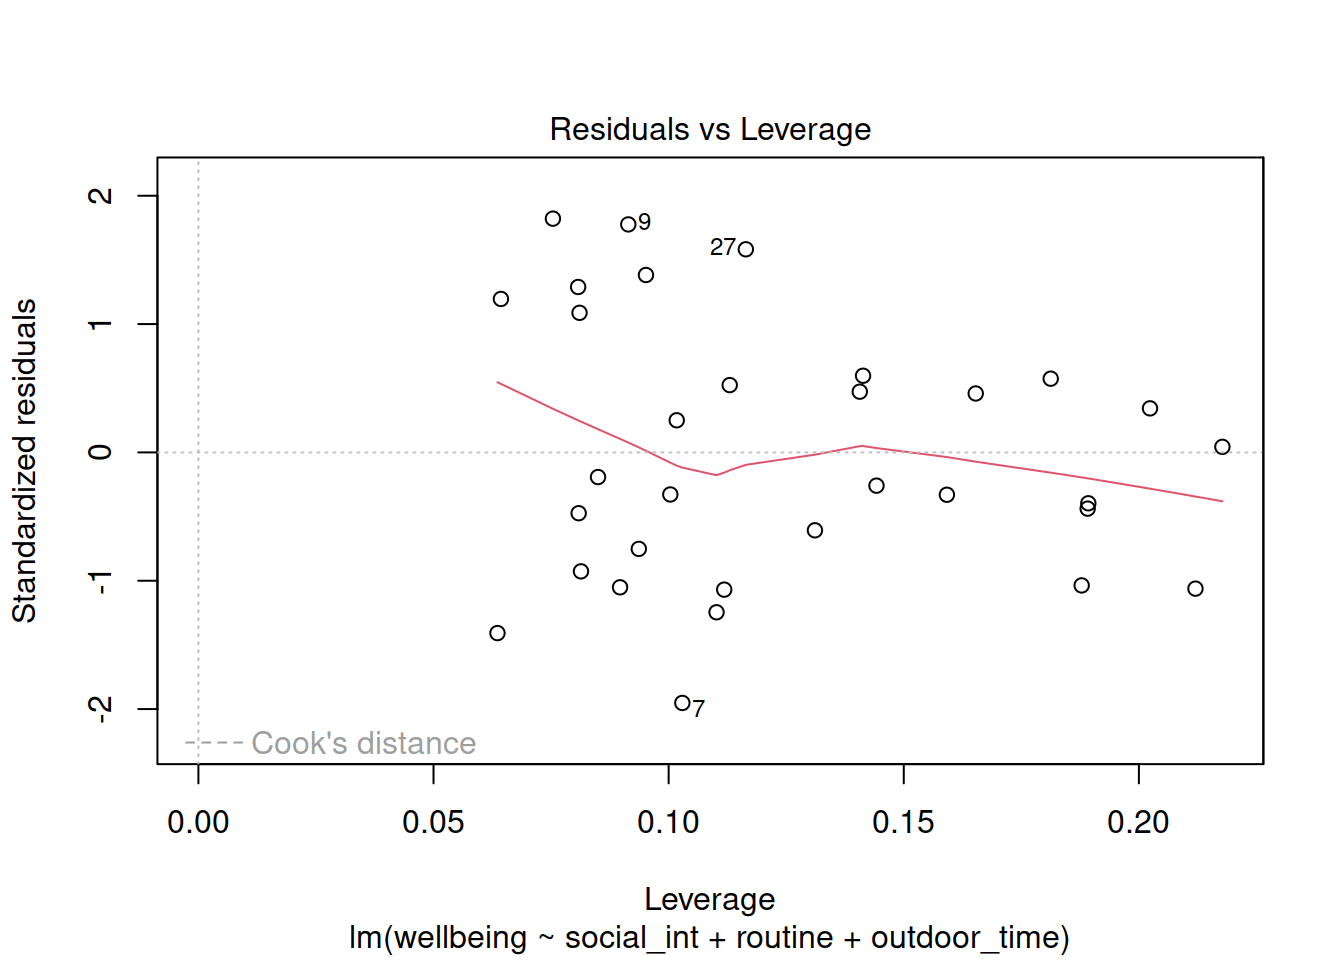 Residuals vs Leverage
Standardized residuals
2
1
0
-1
-2
9
27
7
Cook's distance
0.00 0.05 0.10 0.15 0.20
Leverage
lm(wellbeing ~ social_int + routine + outdoor_time)